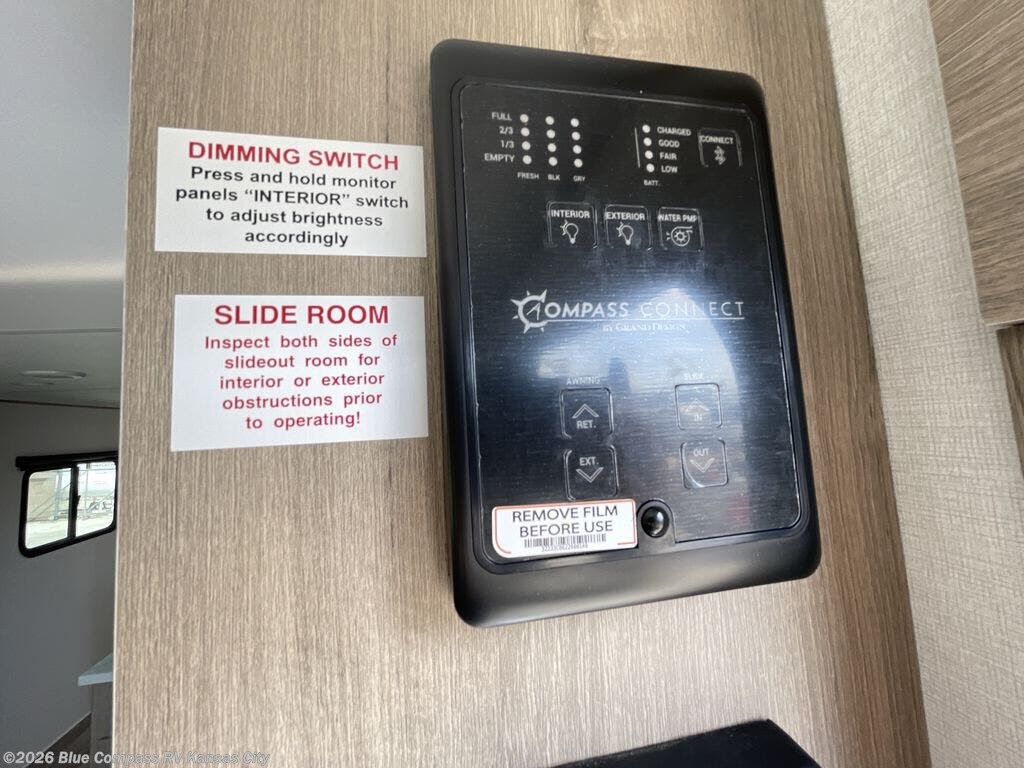 DIMMING SWITCH
Press and hold monitor
panels "INTERIOR" switch
to adjust brightness
accordingly
SLIDE ROOM
Inspect both sides of
slideout room for
interior or exterior
obstructions prior
to operating!
FULL
2/3
1/3
EMPTY
FRESH BLK GRY
CHARGED
GOOD
FAIR
LOW
BATT.
CONNECT
INTERIOR EXTERIOR WATER PMP
COMPASS CONNECT
BY GRAND DESIGN
AWNING SLIDE
RET. IN
EXT. OUT
REMOVE FILM
BEFORE USE
©2026 Blue Compass RV Kansas City